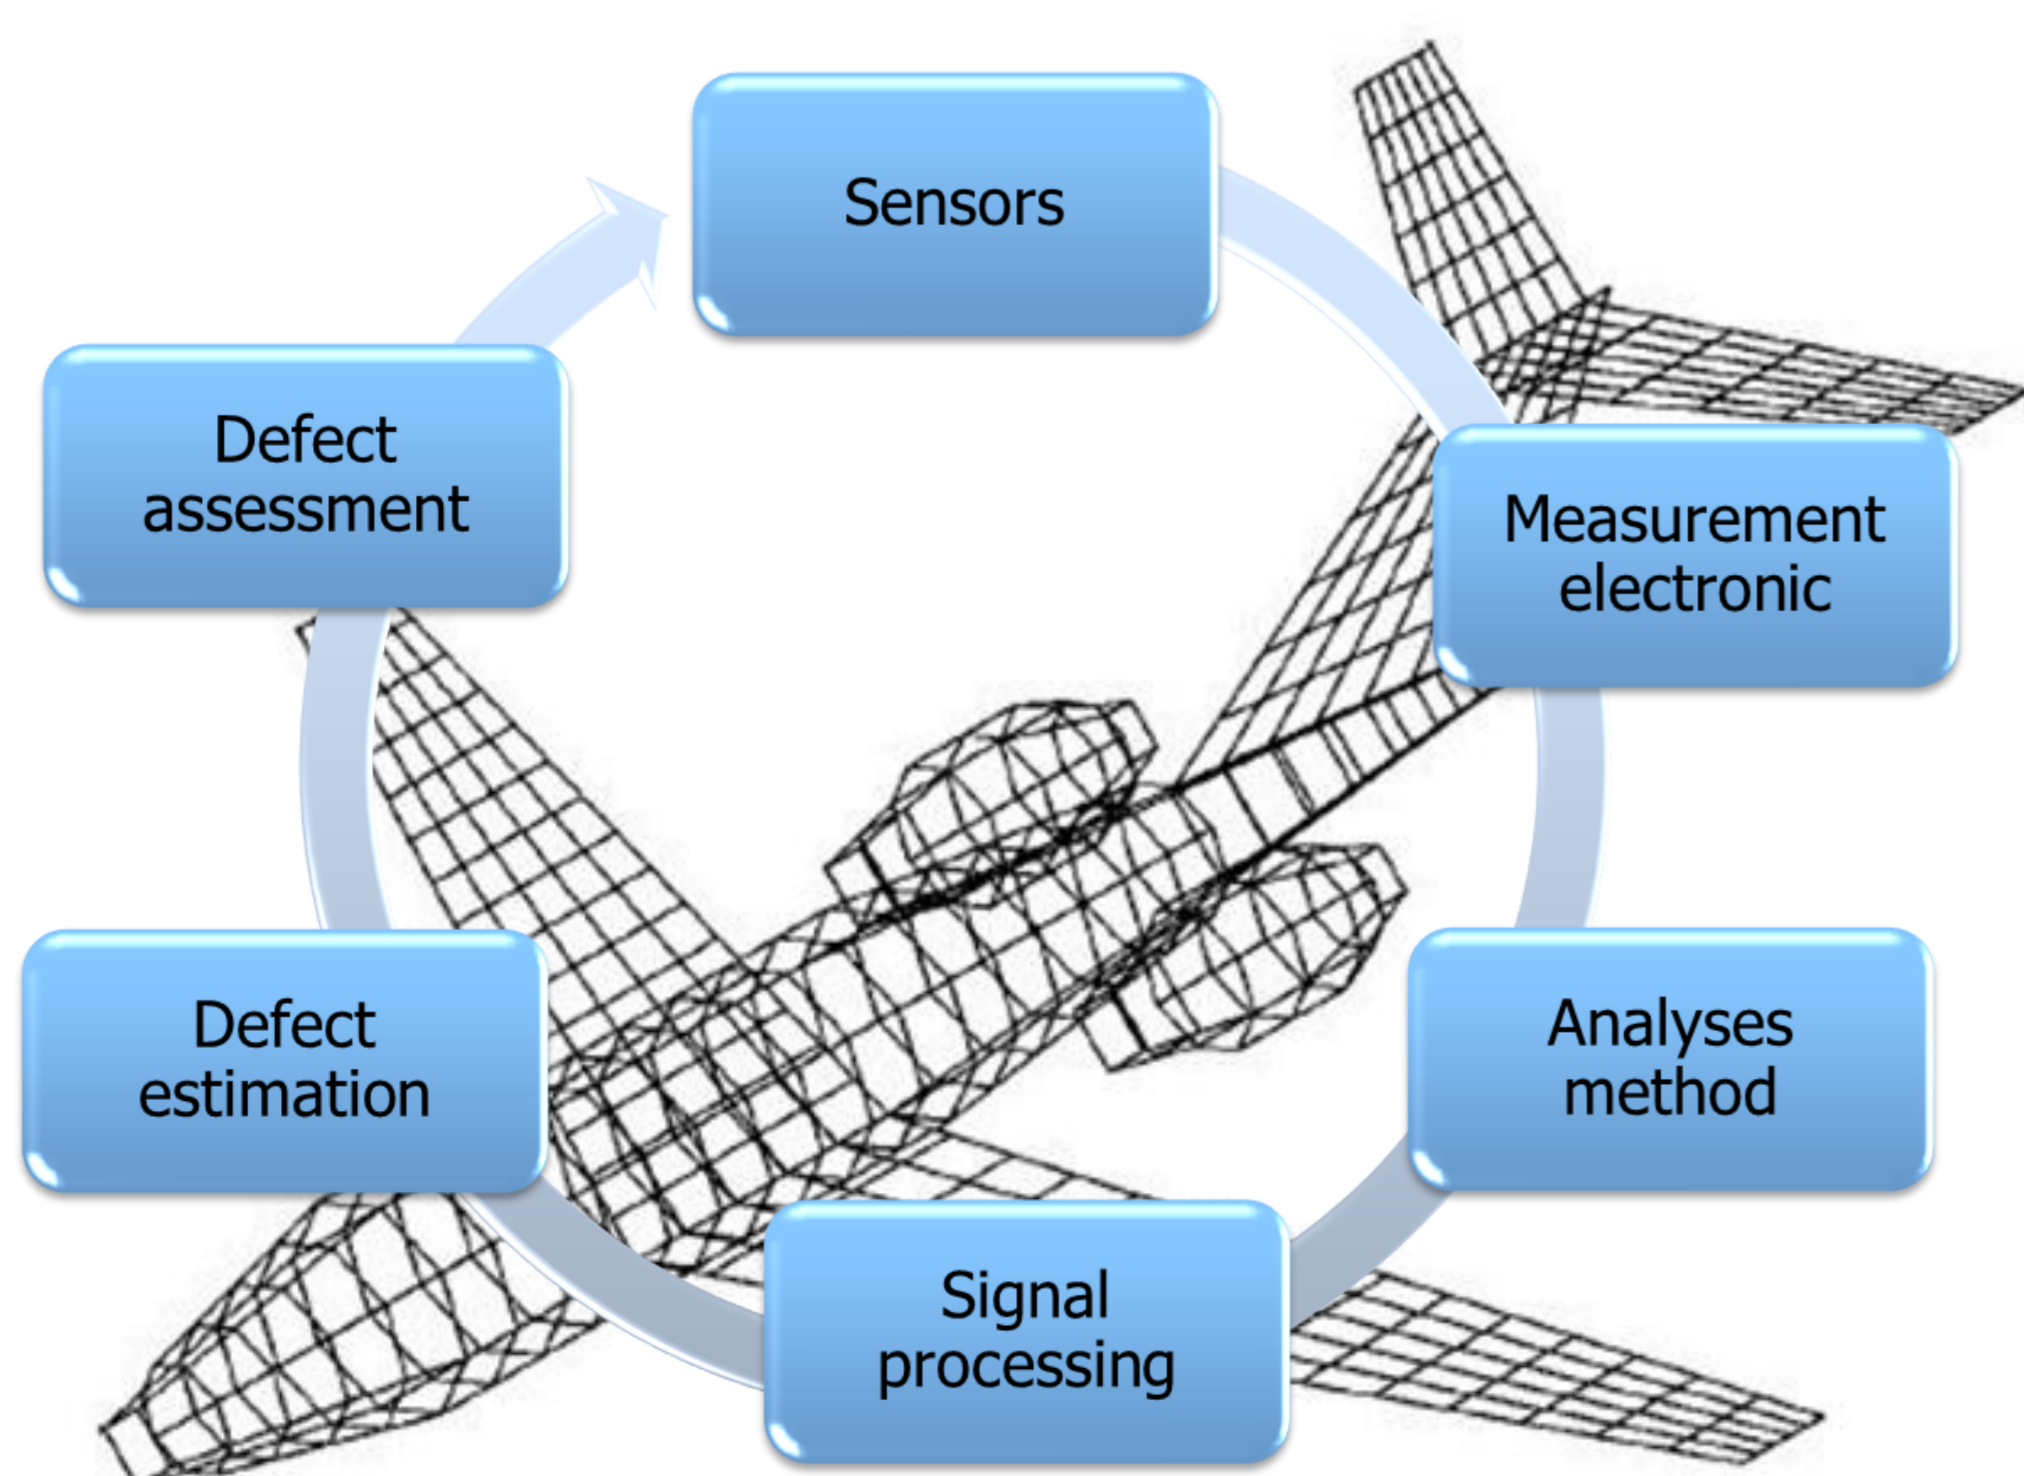 Sensors
Measurement
electronic
Analyses
method
Signal
processing
Defect
estimation
Defect
assessment